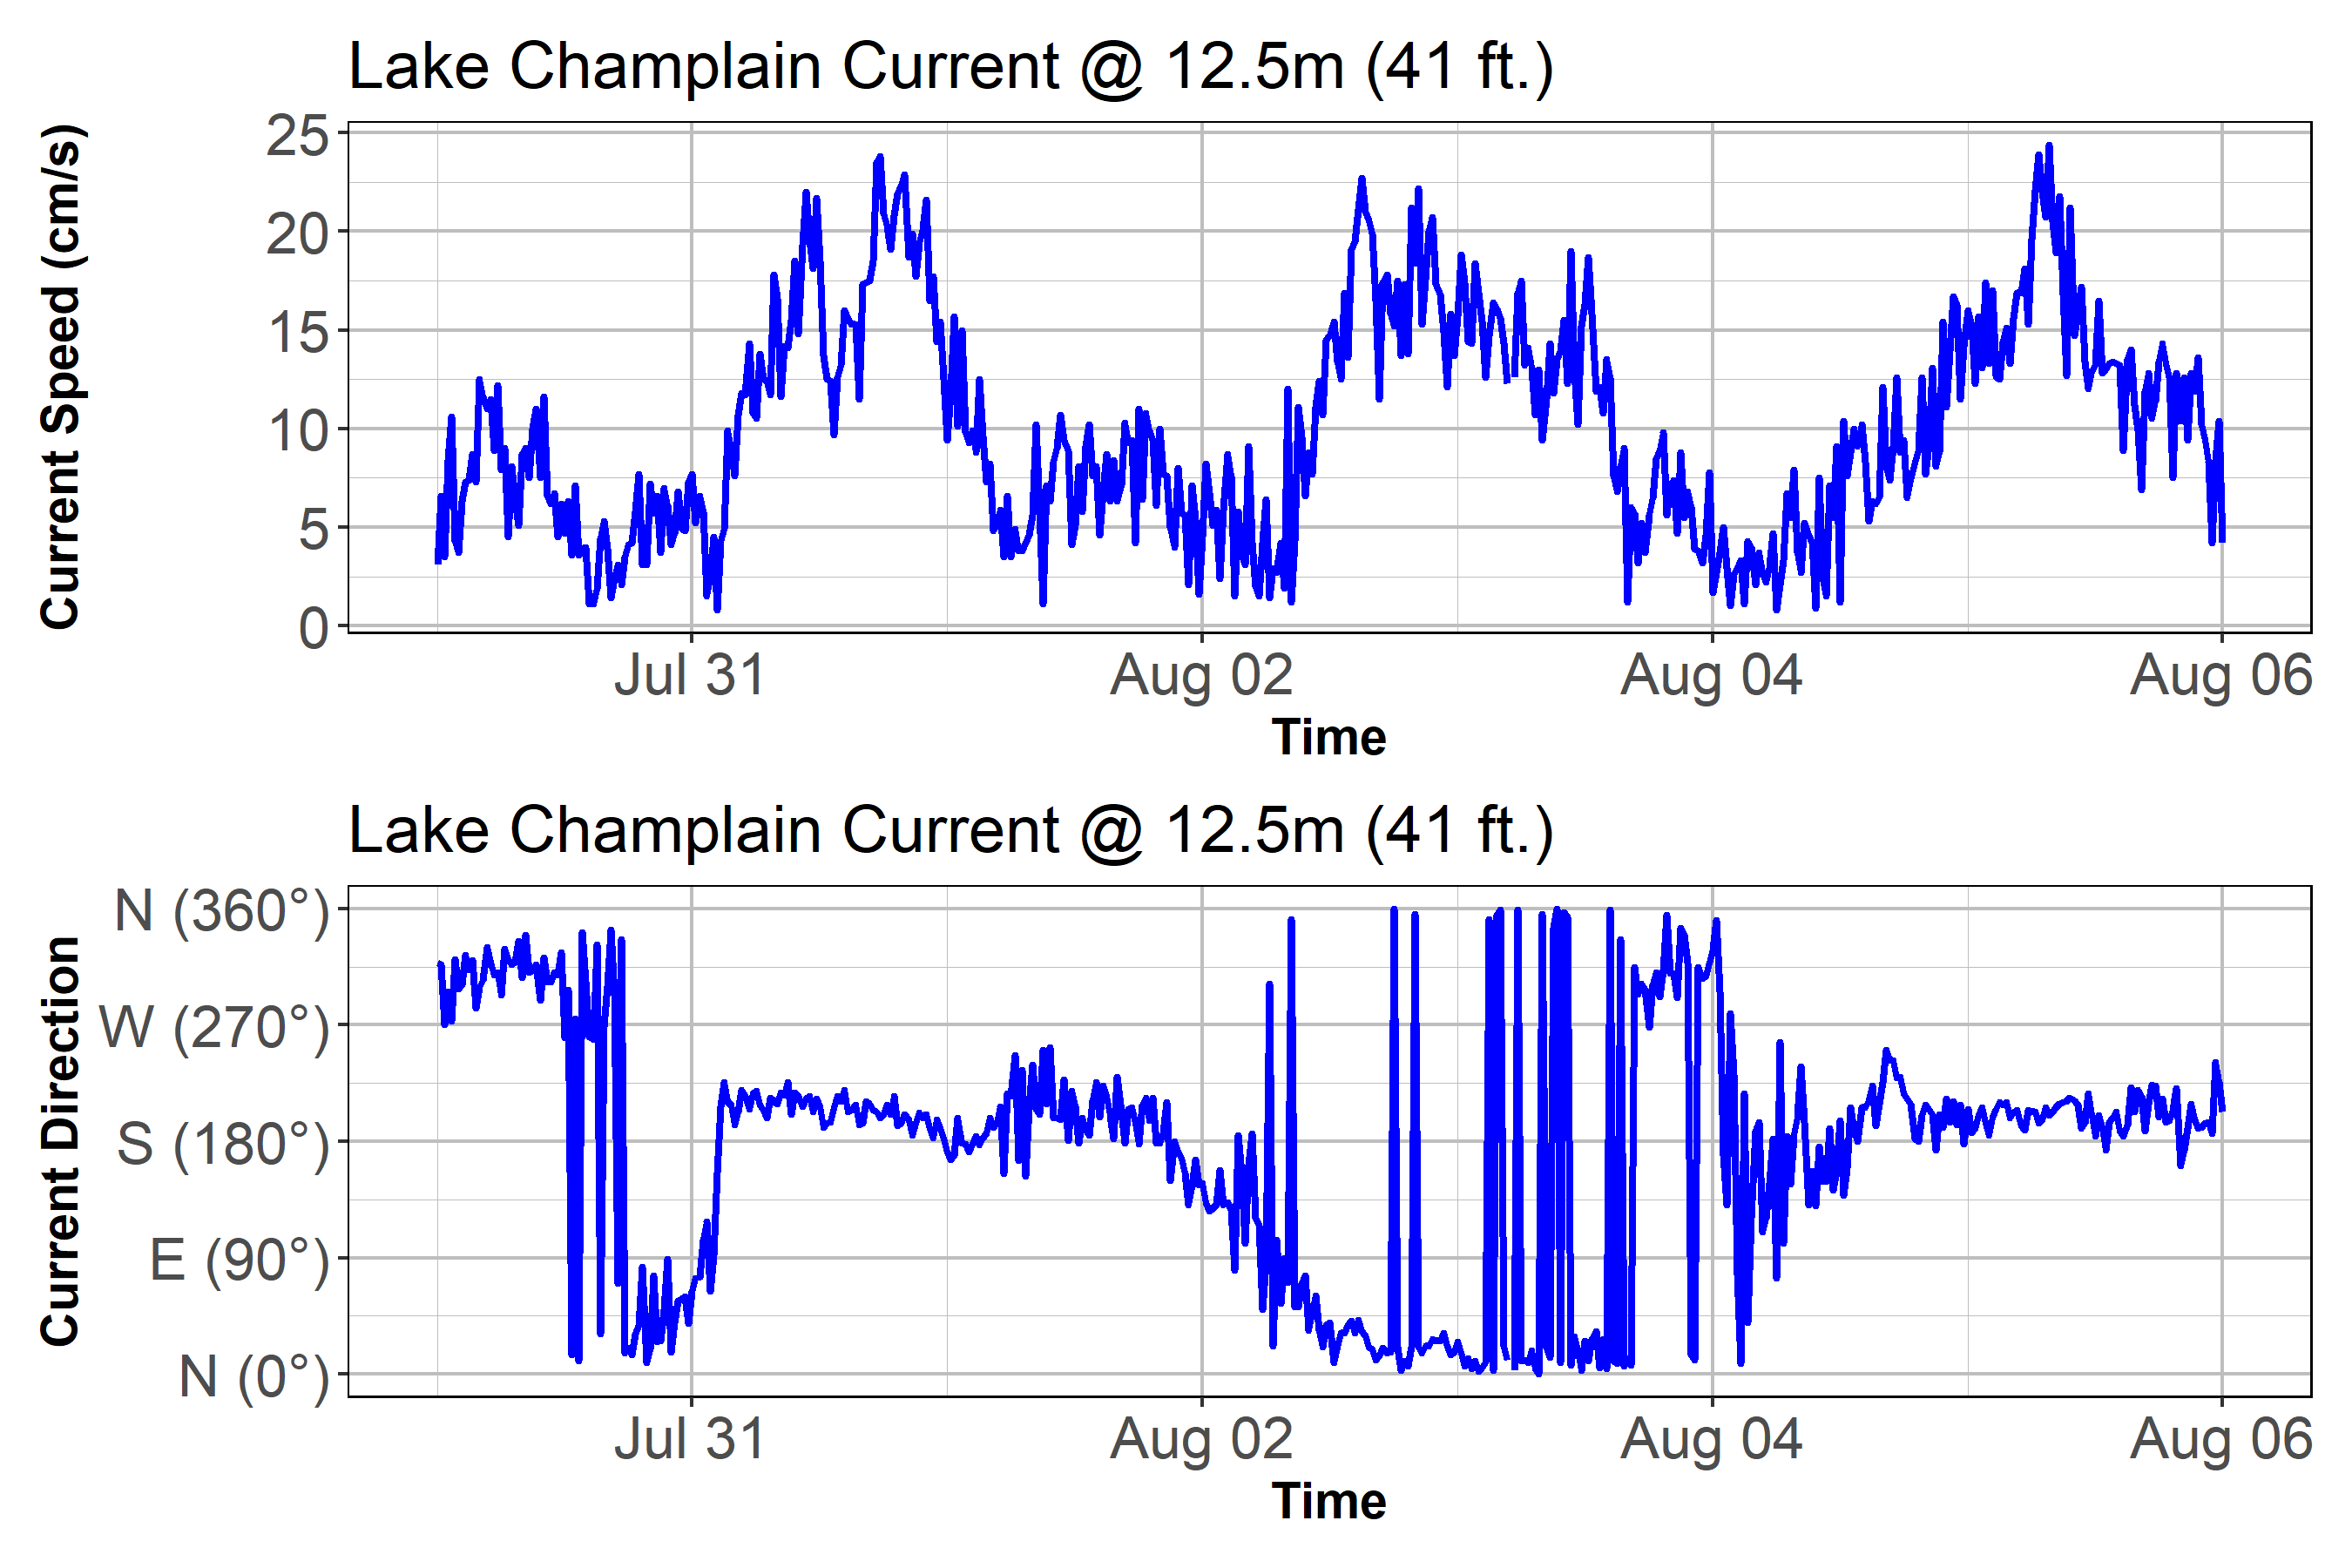 Lake Champlain Current @ 12.5m (41 ft.)
Current Speed (cm/s)
25
20
15
10
5
0
Jul 31 Aug 02 Aug 04 Aug 06
Time
Lake Champlain Current @ 12.5m (41 ft.)
Current Direction
N (360°)
W (270°)
S (180°)
E (90°)
N (0°)
Jul 31 Aug 02 Aug 04 Aug 06
Time